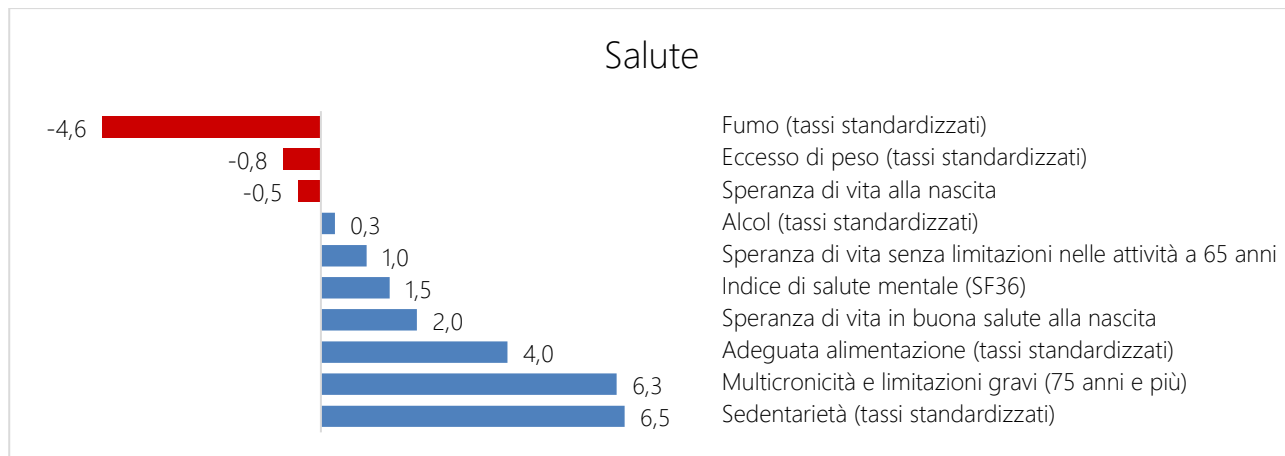 Salute
-4,6 Fumo (tassi standardizzati)
-0,8 Eccesso di peso (tassi standardizzati)
-0,5 Speranza di vita alla nascita
0,3 Alcol (tassi standardizzati)
1,0 Speranza di vita senza limitazioni nelle attività a 65 anni
1,5 Indice di salute mentale (SF36)
2,0 Speranza di vita in buona salute alla nascita
4,0 Adeguata alimentazione (tassi standardizzati)
6,3 Multicronicità e limitazioni gravi (75 anni e più)
6,5 Sedentarietà (tassi standardizzati)